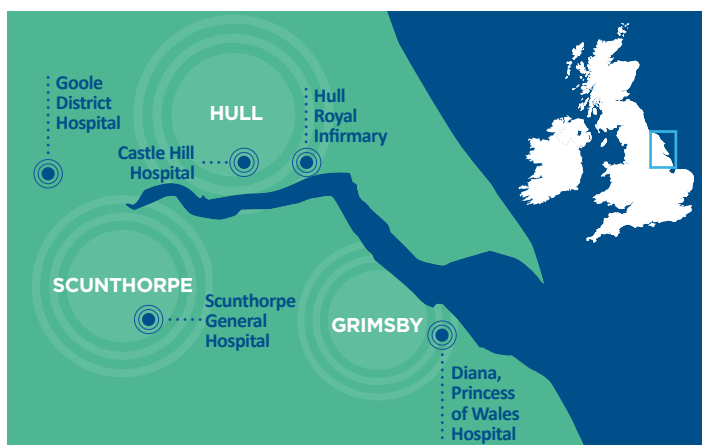 Goole
District
Hospital
HULL
Hull
Royal
Infirmary
Castle Hill
Hospital
SCUNTHORPE
Scunthorpe
General
Hospital
GRIMSBY
Diana,
Princess
of Wales
Hospital